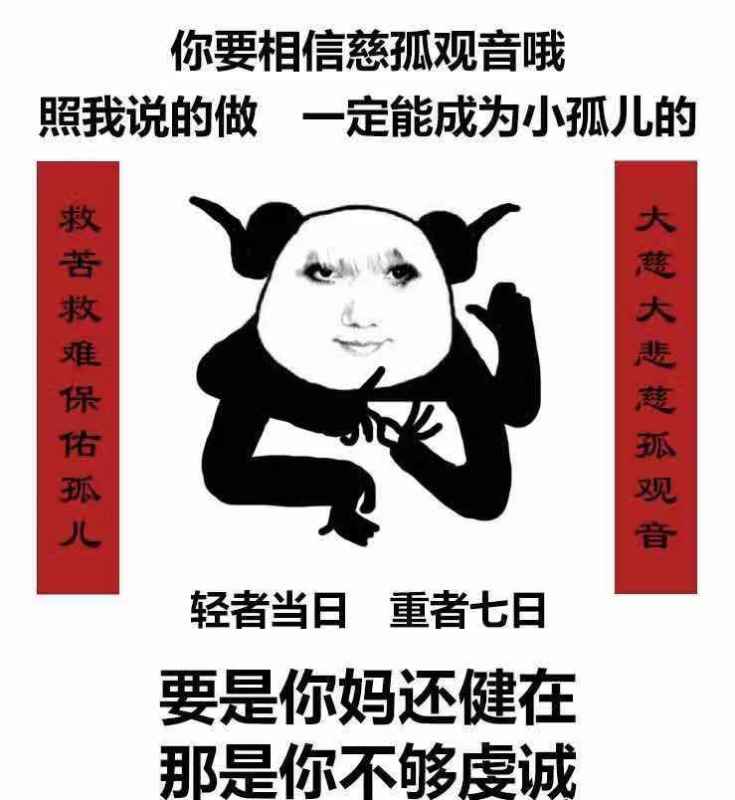 你要相信慈孤观音哦
照我说的做 一定能成为小孤儿的
大慈大悲慈孤观音
救苦救难保佑孤儿
轻者当日 重者七日
要是你妈还健在
那是你不够虔诚